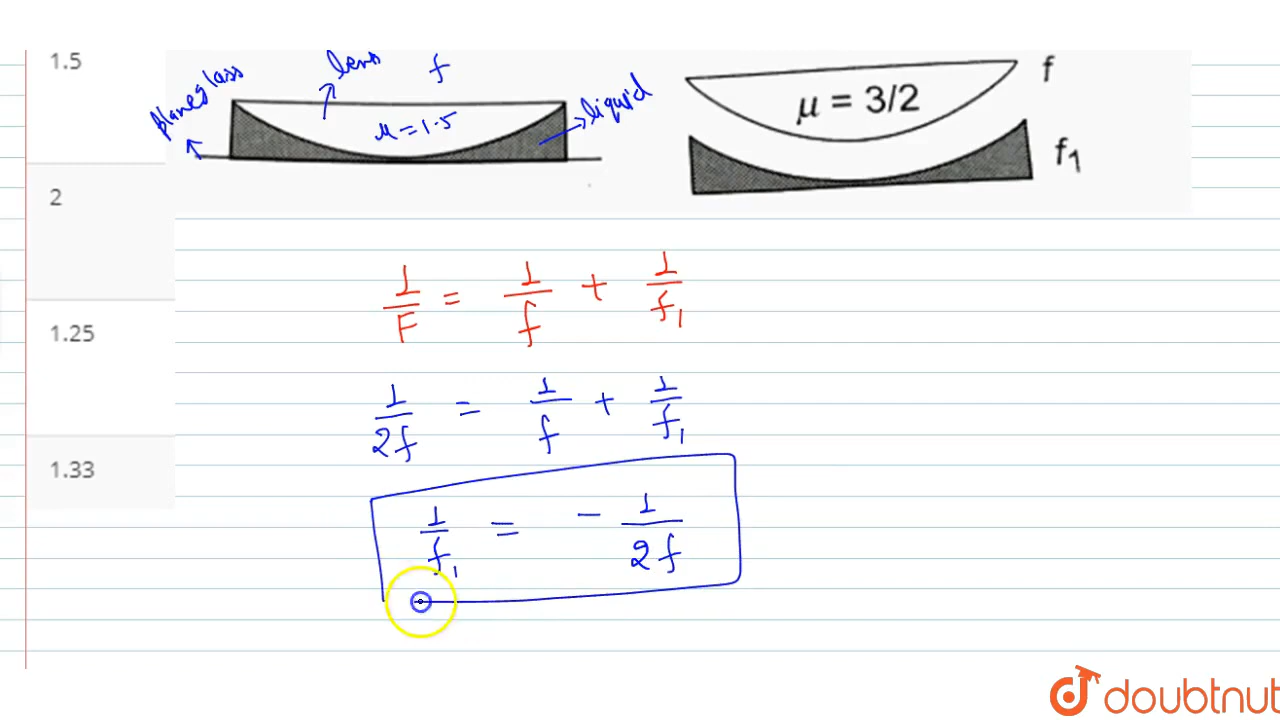 1.5
2
1.25
1.33
plane glass
lens
f
μ = 1.5
liquid
μ = 3/2
f
f₁
1/F = 1/f + 1/f₁
1/2f = 1/f + 1/f₁
1/f₁ = - 1/2f
doubtnut